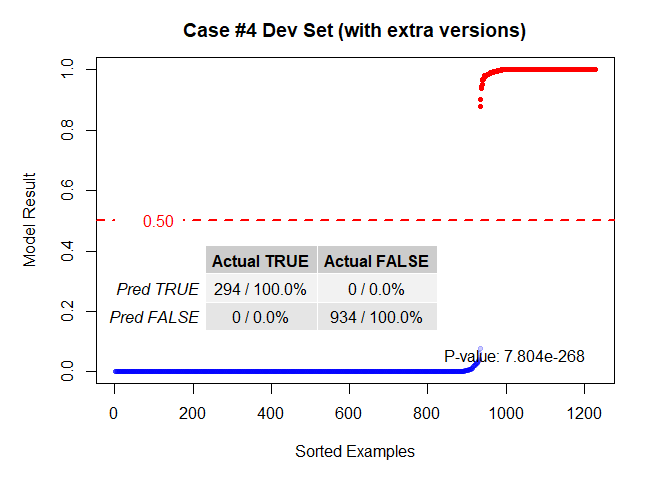 Case #4 Dev Set (with extra versions)
Model Result
1.0
0.8
0.6
0.50
0.4
Actual TRUE Actual FALSE
Pred TRUE 294 / 100.0% 0 / 0.0%
0.2
Pred FALSE 0 / 0.0% 934 / 100.0%
P-value: 7.804e-268
0.0
0 200 400 600 800 1000 1200
Sorted Examples